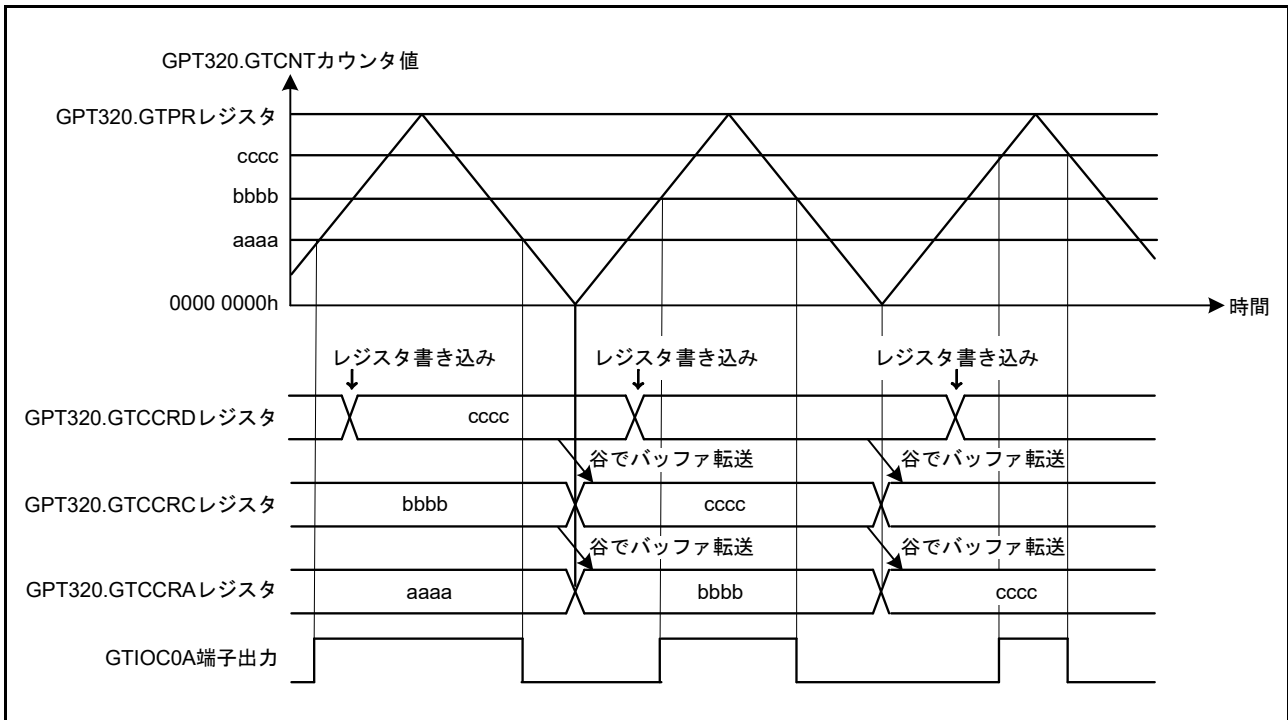 GPT320.GTCNTカウンタ値
GPT320.GTPRレジスタ
cccc
bbbb
aaaa
0000 0000h
時間
レジスタ書き込み レジスタ書き込み レジスタ書き込み
GPT320.GTCCRDレジスタ cccc
谷でバッファ転送 谷でバッファ転送
GPT320.GTCCRCレジスタ bbbb cccc
谷でバッファ転送 谷でバッファ転送
GPT320.GTCCRAレジスタ aaaa bbbb cccc
GTIOC0A端子出力